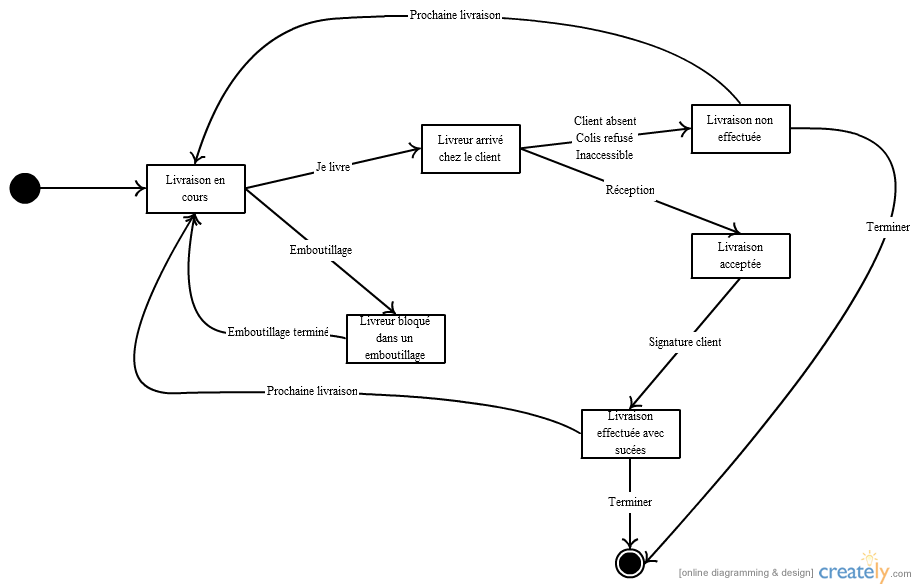 Prochaine livraison
Livraison non
effectuée
Client absent
Colis refusé
Inaccessible
Livreur arrivé
chez le client
Je livre
Livraison en
cours
Réception
Terminer
Livraison
acceptée
Emboutillage
Livreur bloqué
dans un
emboutillage
Emboutillage terminé
Signature client
Prochaine livraison
Livraison
effectuée avec
sucées
Terminer
[online diagramming & design] creately.com